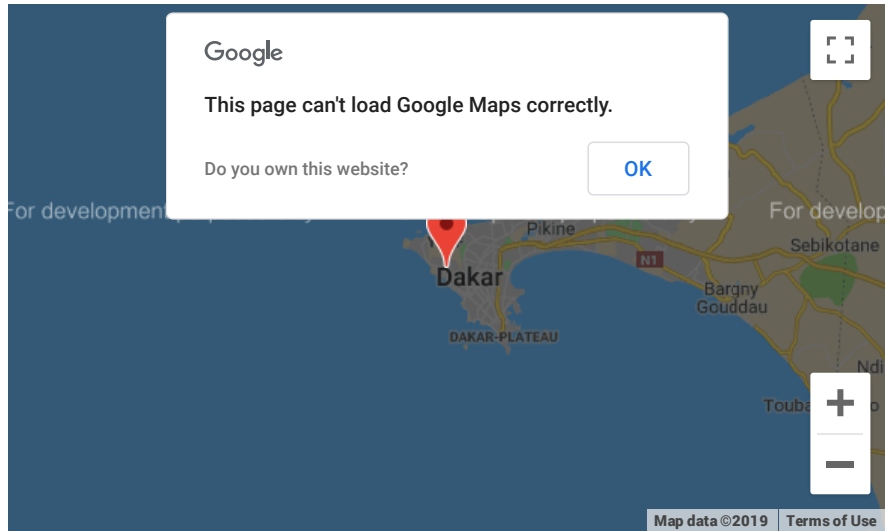 Google
This page can't load Google Maps correctly.
Do you own this website?
OK
For development
For develop
Pikine
Sebikotane
N1
Dakar
Bargny
Gouddau
DAKAR-PLATEAU
Ndi
Touba
o
Map data ©2019
Terms of Use